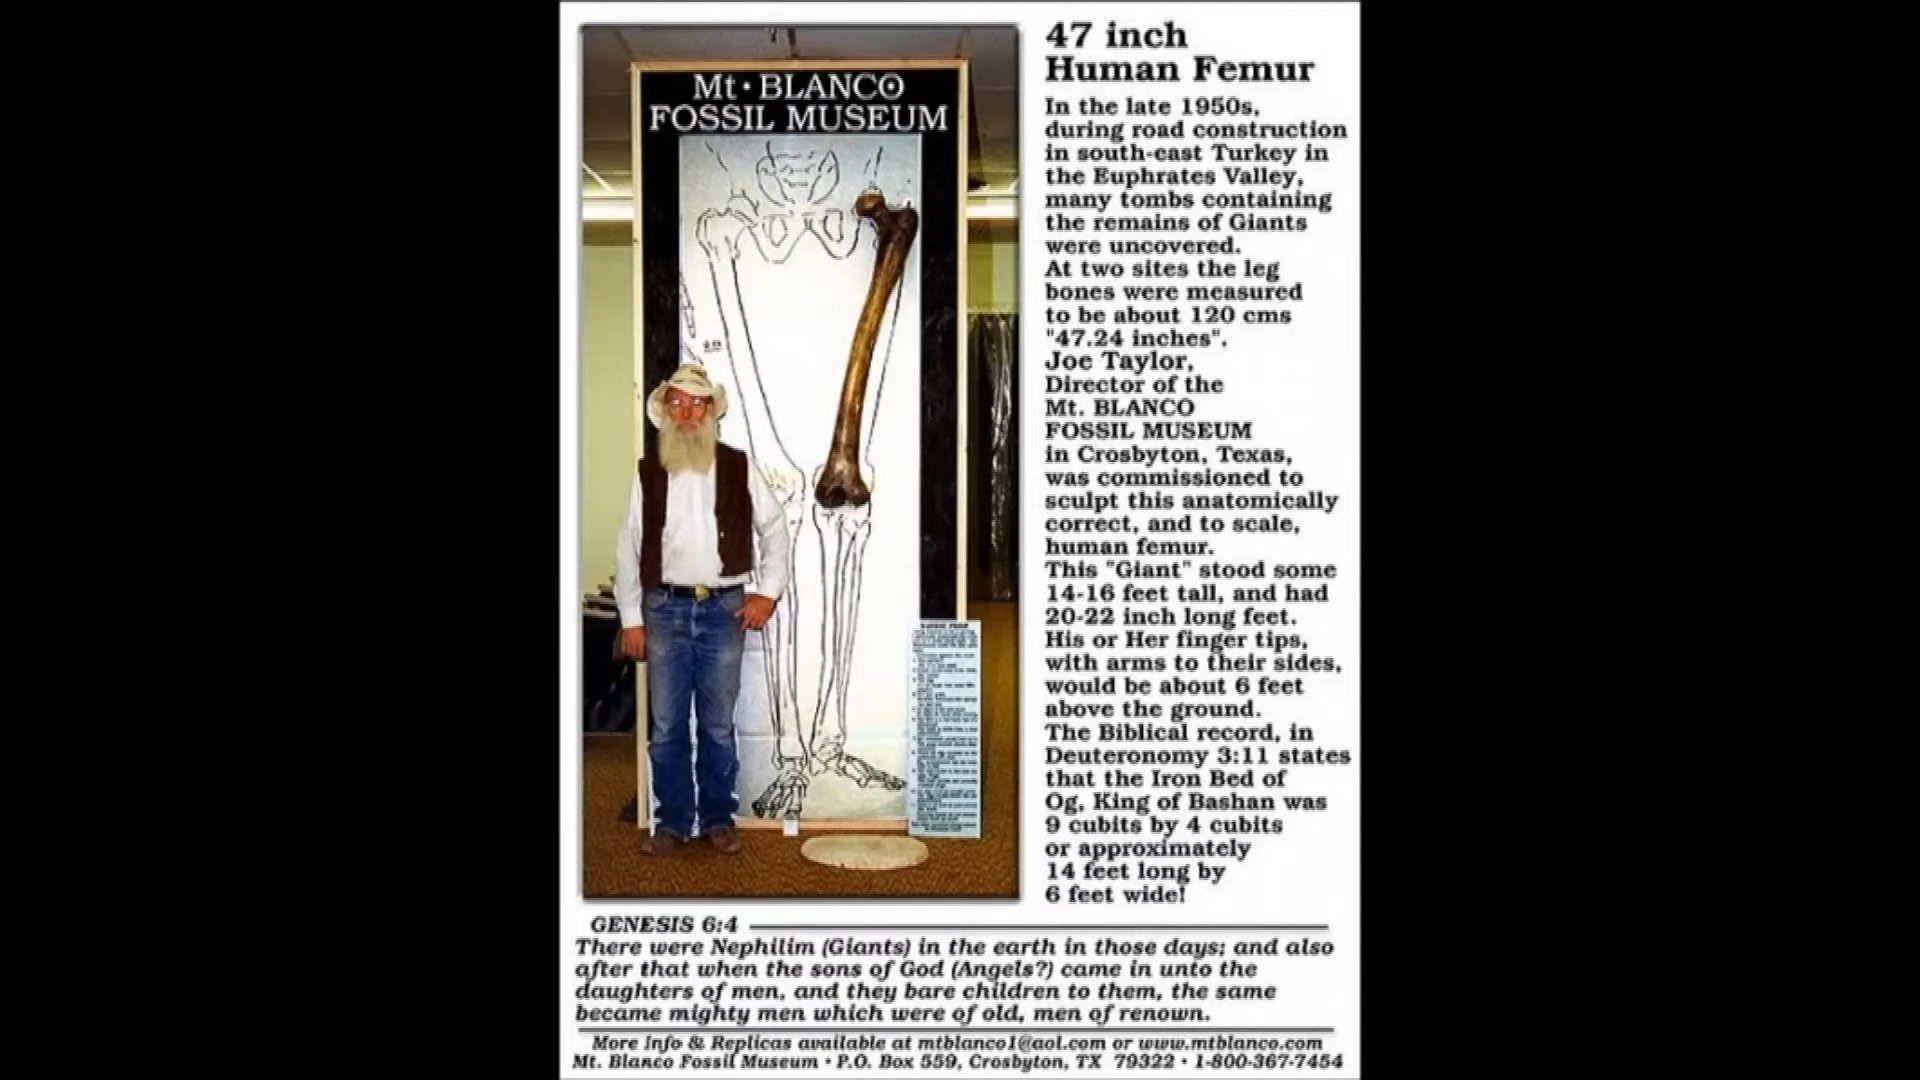 Mt • BLANCO
FOSSIL MUSEUM
47 inch
Human Femur
In the late 1950s,
during road construction
in south-east Turkey in
the Euphrates Valley,
many tombs containing
the remains of Giants
were uncovered.
At two sites the leg
bones were measured
to be about 120 cms
"47.24 inches".
Joe Taylor,
Director of the
Mt. BLANCO
FOSSIL MUSEUM
in Crosbyton, Texas,
was commissioned to
sculpt this anatomically
correct, and to scale,
human femur.
This "Giant" stood some
14-16 feet tall, and had
20-22 inch long feet.
His or Her finger tips,
with arms to their sides,
would be about 6 feet
above the ground.
The Biblical record, in
Deuteronomy 3:11 states
that the Iron Bed of
Og, King of Bashan was
9 cubits by 4 cubits
or approximately
14 feet long by
6 feet wide!
GENESIS 6:4
There were Nephilim (Giants) in the earth in those days; and also
after that when the sons of God (Angels?) came in unto the
daughters of men, and they bare children to them, the same
became mighty men which were of old, men of renown.
More Info & Replicas available at mtblanco1@aol.com or www.mtblanco.com
Mt. Blanco Fossil Museum • P.O. Box 559, Crosbyton, TX 79322 • 1-800-367-7454